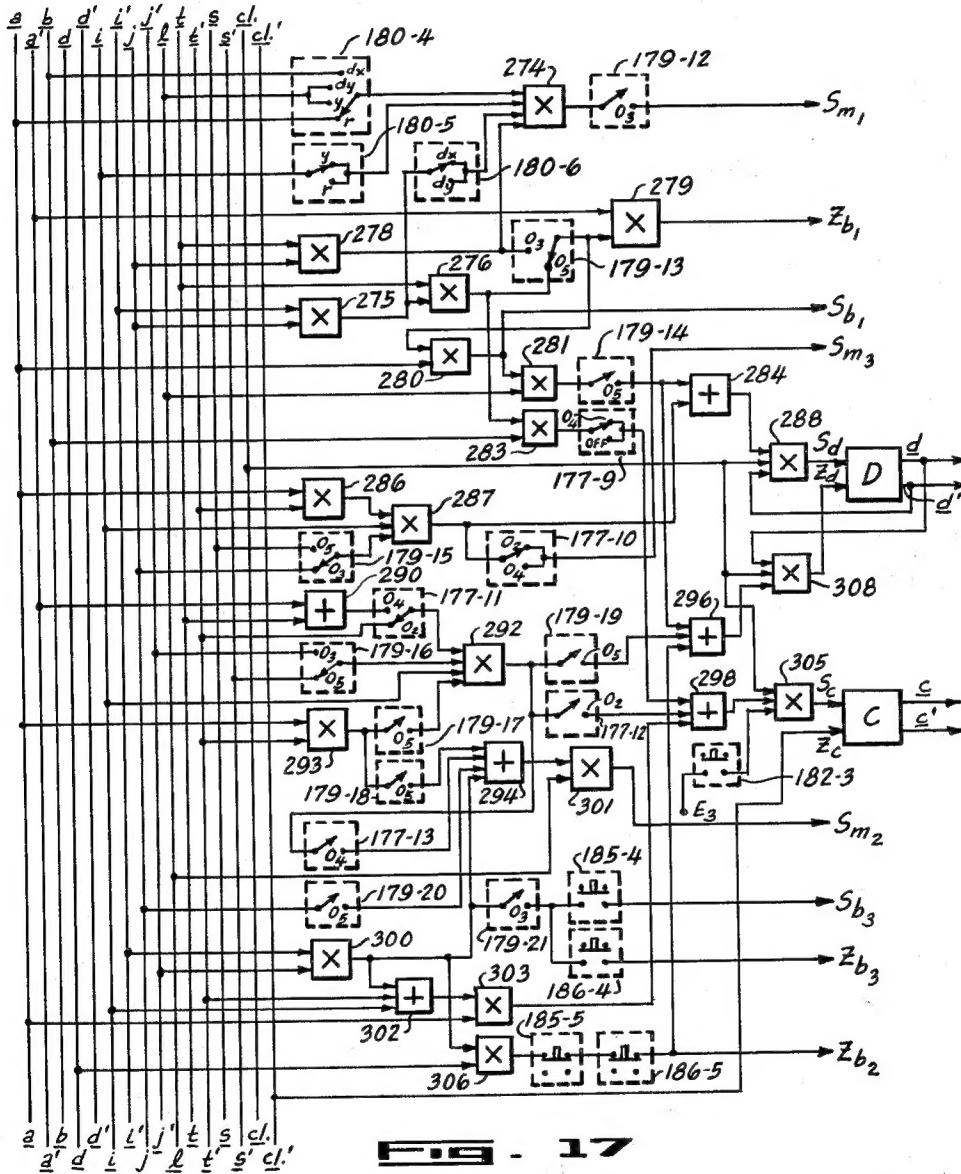 a a' b d d' i i' j j' l t t' s s' cl. cl.'
180-4
dx
dy
y
r
274
179-12
O3
Sm1
180-5
y
r
dx
dy
180-6
279
Zb1
278
276
O3
O5
179-13
275
Sb1
179-14
Sm3
280
281
O5
284
O4
OFF
283
177-9
288
Sd
Zd
D
d
d'
286
287
177-10
O5
O3
179-15
O2
O4
308
290
177-11
O4
O2
292
179-19
O5
296
O3
O5
179-16
298
305
Sc
C
c
c'
293
O5
179-17
O2
177-12
Zc
182-3
179-18
O5
294
301
E3
Sm2
O4
177-13
185-4
O5
179-20
O3
179-21
Sb3
300
303
186-4
Zb3
302
185-5
306
186-5
Zb2
a a' b d d' i i' j j' l t t' s s' cl. cl.'
Fig. 17